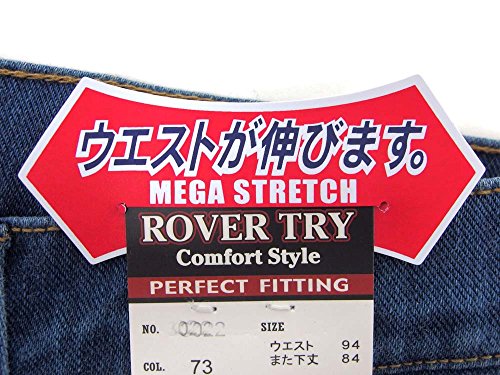 ウエストが伸びます。
MEGA STRETCH
ROVER TRY
Comfort Style
PERFECT FITTING
NO. SIZE
ウエスト 94
また下丈 84
COL. 73